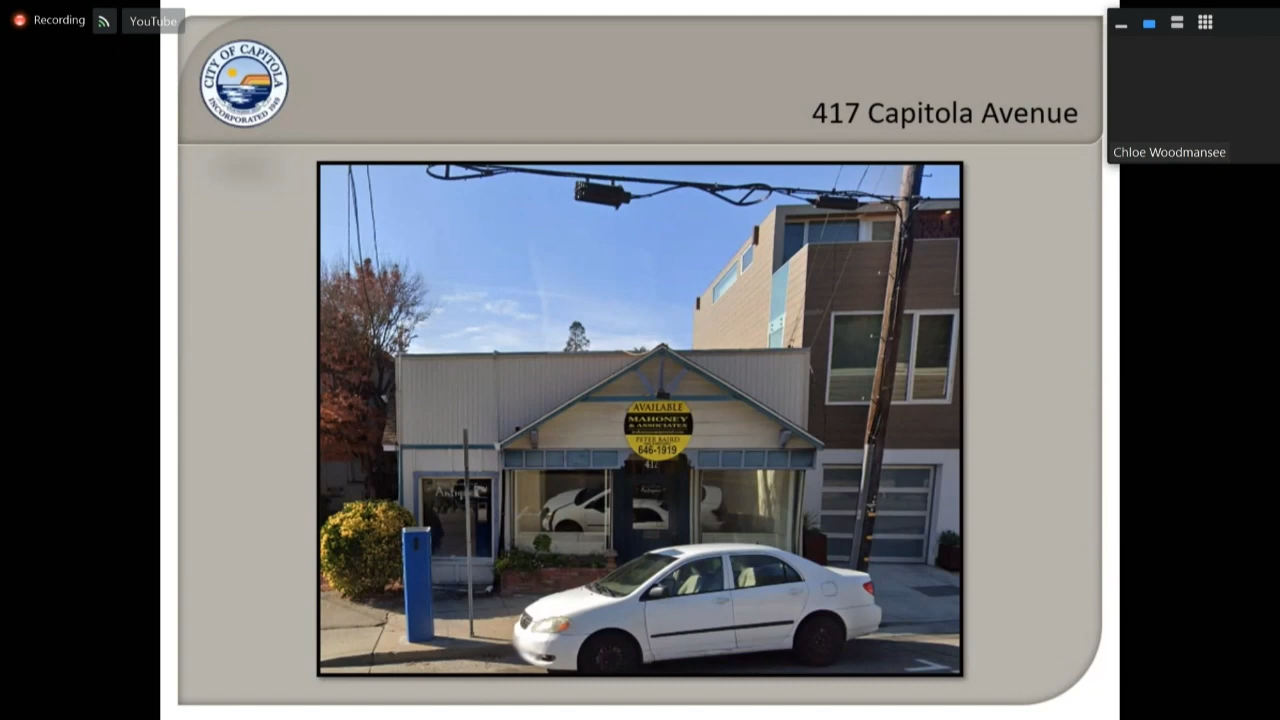 Recording
YouTube
CITY OF CAPITOLA
INCORPORATED 1949
417 Capitola Avenue
Chloe Woodmansee
AVAILABLE
MAHONEY
& ASSOCIATES
PETER BAIRD
646-1919
417